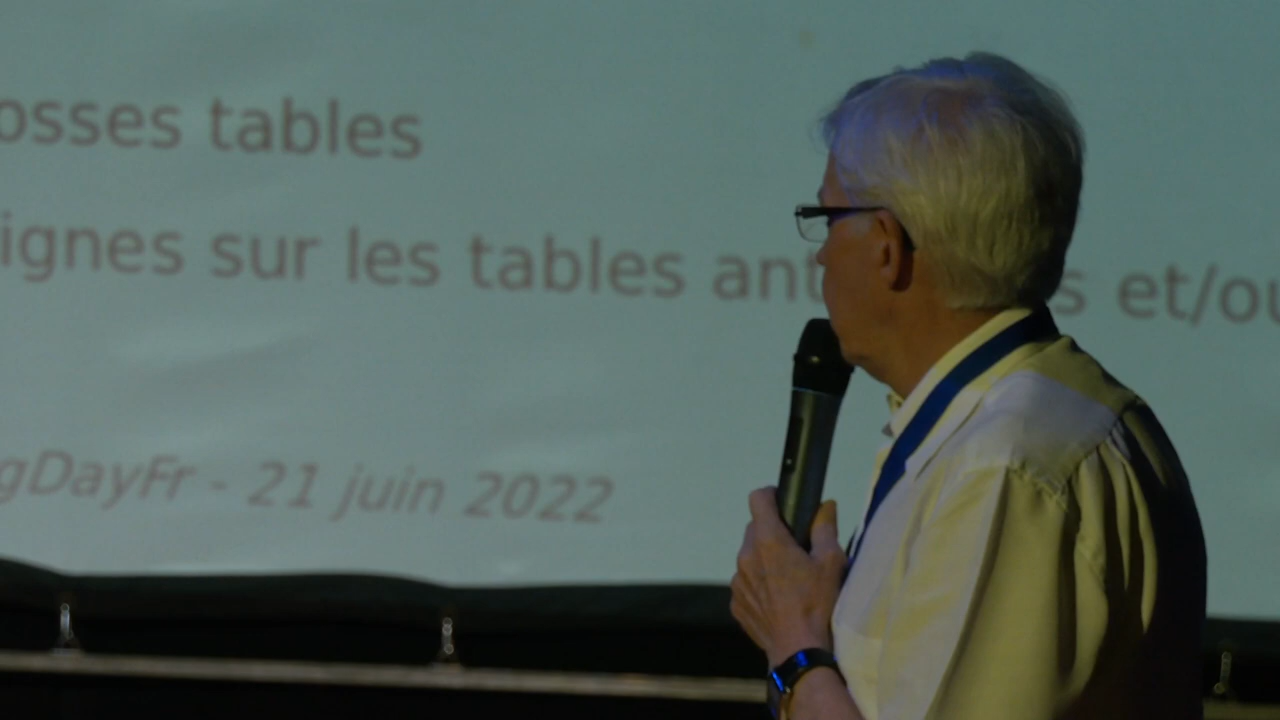 osses tables
ignes sur les tables ant s et/ou
gDayFr - 21 juin 2022